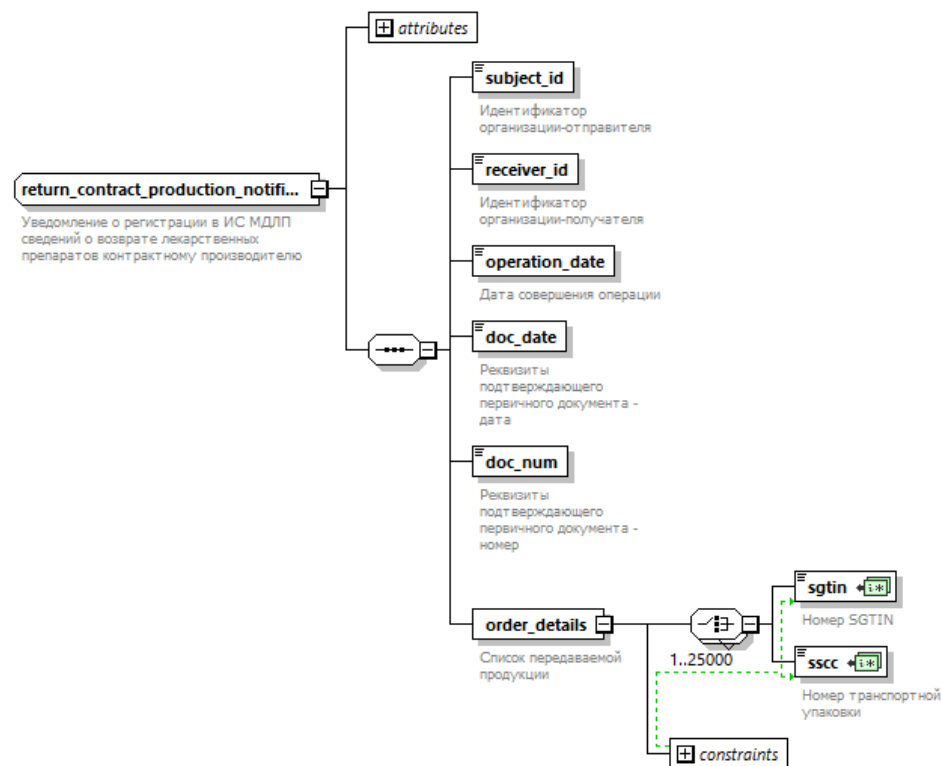 attributes
subject_id
Идентификатор
организации-отправителя
receiver_id
Идентификатор
организации-получателя
return_contract_production_notifi...
Уведомление о регистрации в ИС МДЛП
сведений о возврате лекарственных
препаратов контрактному производителю
operation_date
Дата совершения операции
doc_date
Реквизиты
подтверждающего
первичного документа -
дата
doc_num
Реквизиты
подтверждающего
первичного документа -
номер
order_details
Список передаваемой
продукции
1..25000
sgtin
Номер SGTIN
sscc
Номер транспортной
упаковки
constraints